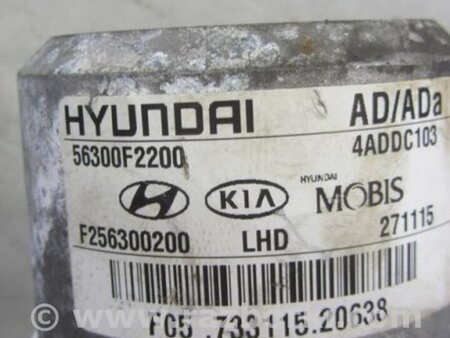 HYUNDAI AD/ADa
56300F2200 4ADDC103
KIA HYUNDAI MOBIS
F256300200 LHD 271115
FC5 .733115.20638